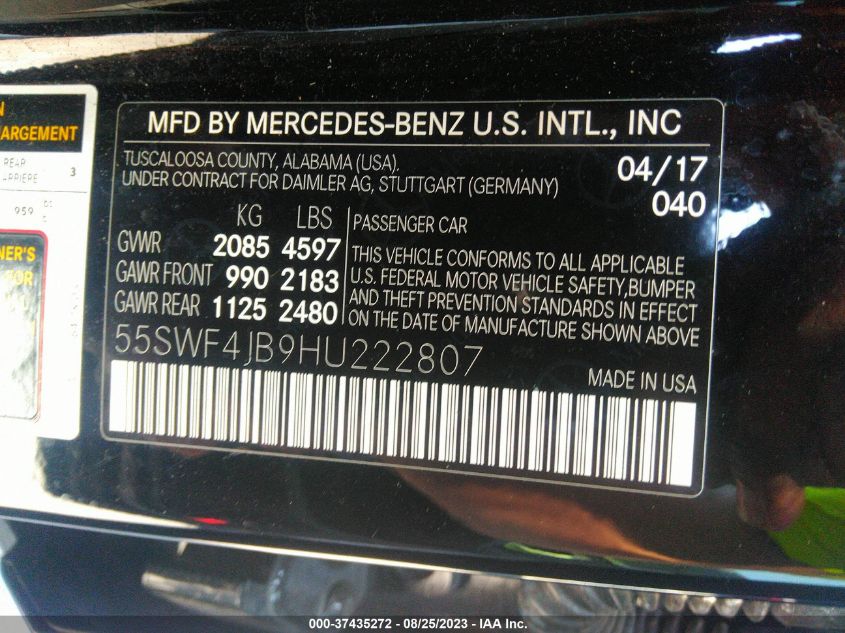 N
ARGEMENT
REAR
ARRIERE 3
959
NER'S
FOR
MFD BY MERCEDES-BENZ U.S. INTL., INC
TUSCALOOSA COUNTY, ALABAMA (USA).
UNDER CONTRACT FOR DAIMLER AG, STUTTGART (GERMANY)
04/17
040
KG LBS
GVWR 2085 4597
GAWR FRONT 990 2183
GAWR REAR 1125 2480
PASSENGER CAR
THIS VEHICLE CONFORMS TO ALL APPLICABLE
U.S. FEDERAL MOTOR VEHICLE SAFETY,BUMPER
AND THEFT PREVENTION STANDARDS IN EFFECT
ON THE DATE OF MANUFACTURE SHOWN ABOVE
55SWF4JB9HU222807
MADE IN USA
000-37435272 - 08/25/2023 - IAA Inc.